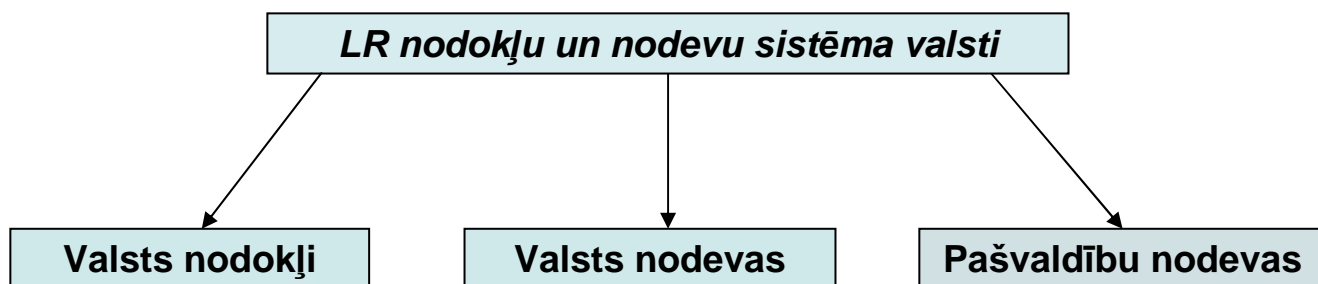 LR nodokļu un nodevu sistēma valsti
Valsts nodokļi
Valsts nodevas
Pašvaldību nodevas